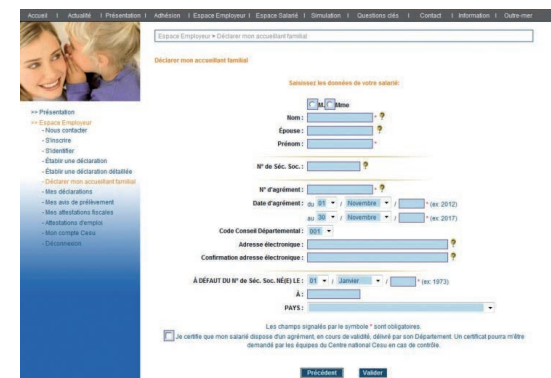 Accueil I Actualité I Présentation I Adhésion I Espace Employeur I Espace Salarié I Simulation I Questions clés I Contact I Information I Outre-mer
Espace Employeur > Déclarer mon accueillant familial
Déclarer mon accueillant familial
Saisissez les données de votre salarié:
M. Mme
Nom : * ?
Épouse : ?
Prénom : *
N° de Séc. Soc. : ?
N° d'agrément : * ?
Date d'agrément : du 01 / Novembre / * (ex: 2012)
au 30 / Novembre / * (ex: 2017)
Code Conseil Départemental : 001
Adresse électronique : ?
Confirmation adresse électronique : ?
À DÉFAUT DU N° de Séc. Soc. NÉ(E) LE : 01 / Janvier / * (ex: 1973)
À :
PAYS :
Les champs signalés par le symbole * sont obligatoires.
Je certifie que mon salarié dispose d'un agrément, en cours de validité, délivré par son Département. Un certificat pourra m'être
demandé par les équipes du Centre national Cesu en cas de contrôle.
Précédent Valider
>> Présentation
>> Espace Employeur
- Nous contacter
- S'inscrire
- S'identifier
- Établir une déclaration
- Établir une déclaration détaillée
- Déclarer mon accueillant familial
- Mes déclarations
- Mes avis de prélèvement
- Mes attestations fiscales
- Attestations d'emploi
- Mon compte Cesu
- Déconnexion